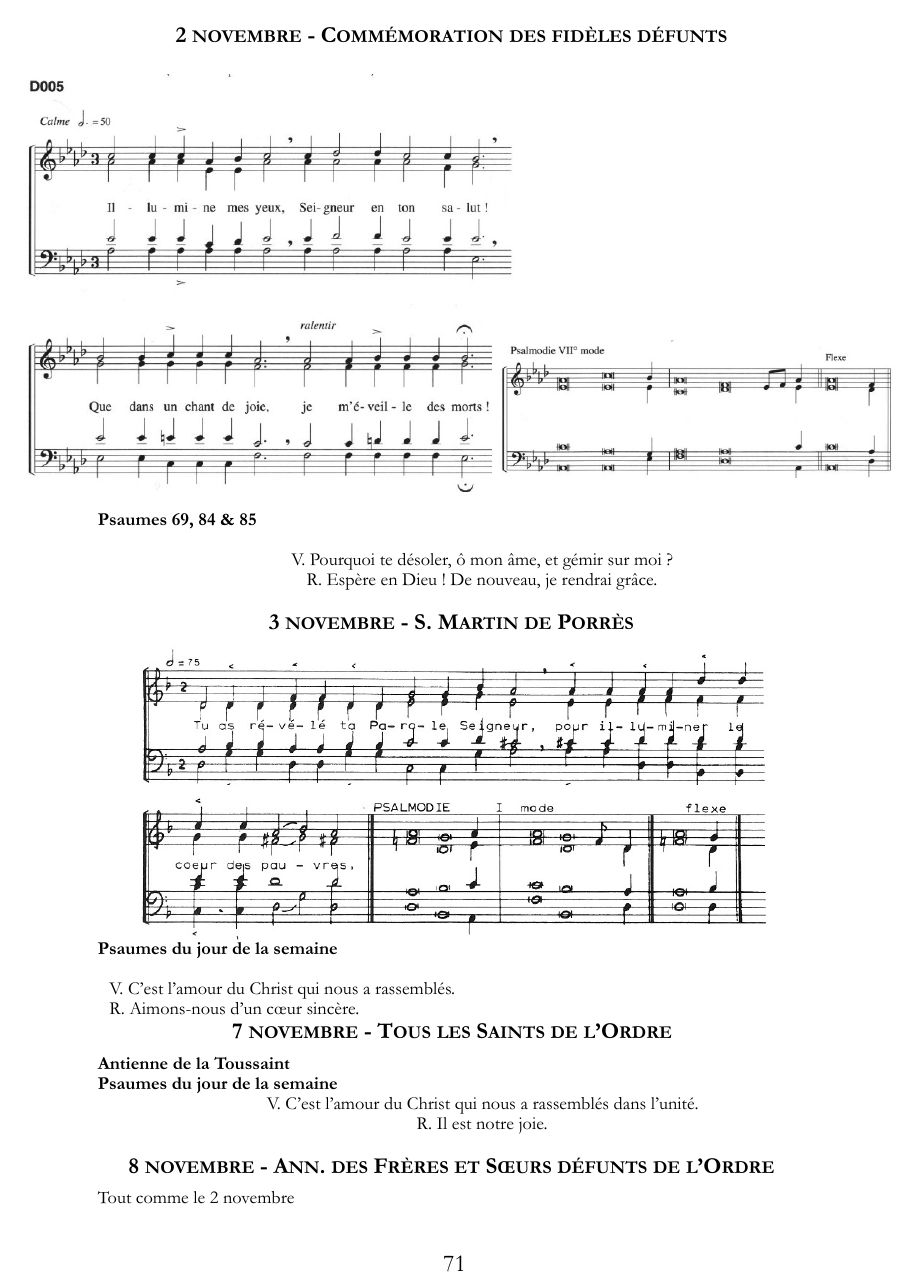 2 NOVEMBRE - COMMÉMORATION DES FIDÈLES DÉFUNTS
D005
Calme = 50
Il - lu - mi - ne mes yeux, Sei - gneur en ton sa - lut !
ralentir
Que dans un chant de joie, je m'é - veil - le des morts !
Psalmodie VII° mode
Flexe
Psaumes 69, 84 & 85
V. Pourquoi te désoler, ô mon âme, et gémir sur moi ?
R. Espère en Dieu ! De nouveau, je rendrai grâce.
3 NOVEMBRE - S. MARTIN DE PORRÈS
= 75
Tu as ré-vé-lé ta Pa-ro-le Seigneur, pour il-lu-mi-ner le
PSALMODIE I mode flexe
coeur des pau - vres,
Psaumes du jour de la semaine
V. C’est l’amour du Christ qui nous a rassemblés.
R. Aimons-nous d’un cœur sincère.
7 NOVEMBRE - TOUS LES SAINTS DE L’ORDRE
Antienne de la Toussaint
Psaumes du jour de la semaine
V. C’est l’amour du Christ qui nous a rassemblés dans l’unité.
R. Il est notre joie.
8 NOVEMBRE - ANN. DES FRÈRES ET SŒURS DÉFUNTS DE L’ORDRE
Tout comme le 2 novembre
71